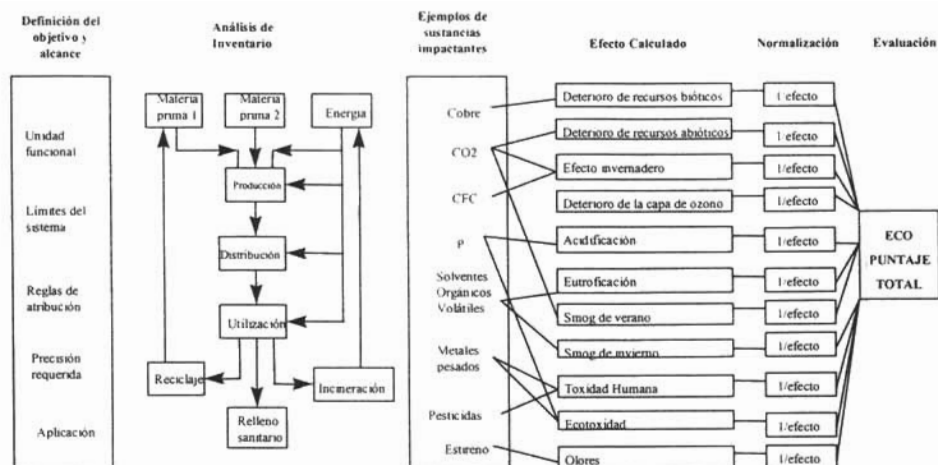 Definición del
objetivo y
alcance
Análisis de
Inventario
Ejemplos de
sustancias
impactantes
Efecto Calculado
Normalización
Evaluación
Unidad
funcional
Límites del
sistema
Reglas de
atribución
Precisión
requerida
Aplicación
Materia
prima 1
Materia
prima 2
Energía
Producción
Distribución
Utilización
Reciclaje
Incineración
Relleno
sanitario
Cobre
CO2
CFC
P
Solventes
Orgánicos
Volátiles
Metales
pesados
Pesticidas
Estireno
Deterioro de recursos bióticos
Deterioro de recursos abióticos
Efecto invernadero
Deterioro de la capa de ozono
Acidificación
Eutroficación
Smog de verano
Smog de invierno
Toxidad Humana
Ecotoxidad
Olores
1/efecto
1/efecto
1/efecto
1/efecto
1/efecto
1/efecto
1/efecto
1/efecto
1/efecto
1/efecto
1/efecto
ECO
PUNTAJE
TOTAL